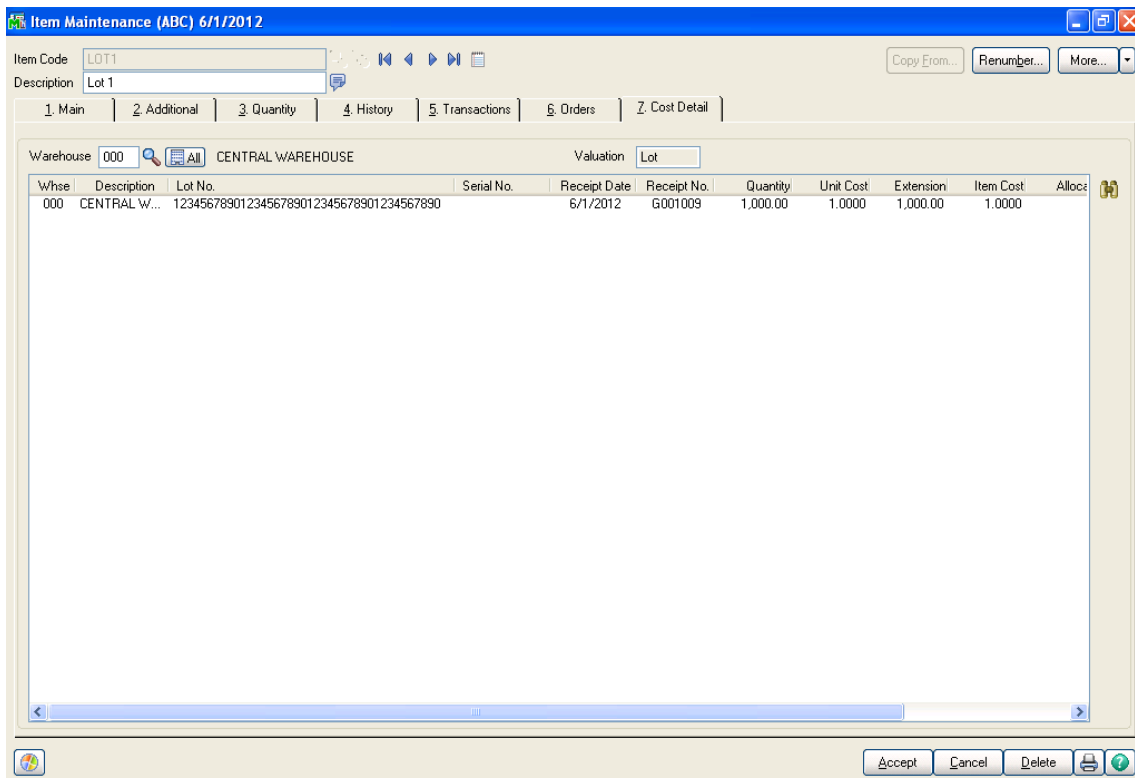 Item Maintenance (ABC) 6/1/2012
Item Code LOT1 Copy From... Renumber... More...
Description Lot 1
1. Main 2. Additional 3. Quantity 4. History 5. Transactions 6. Orders 7. Cost Detail
Warehouse 000 All CENTRAL WAREHOUSE Valuation Lot
Whse Description Lot No. Serial No. Receipt Date Receipt No. Quantity Unit Cost Extension Item Cost Alloca
000 CENTRAL W... 1234567890123456789012345678901234567890 6/1/2012 G001009 1,000.00 1.0000 1,000.00 1.0000
Accept Cancel Delete